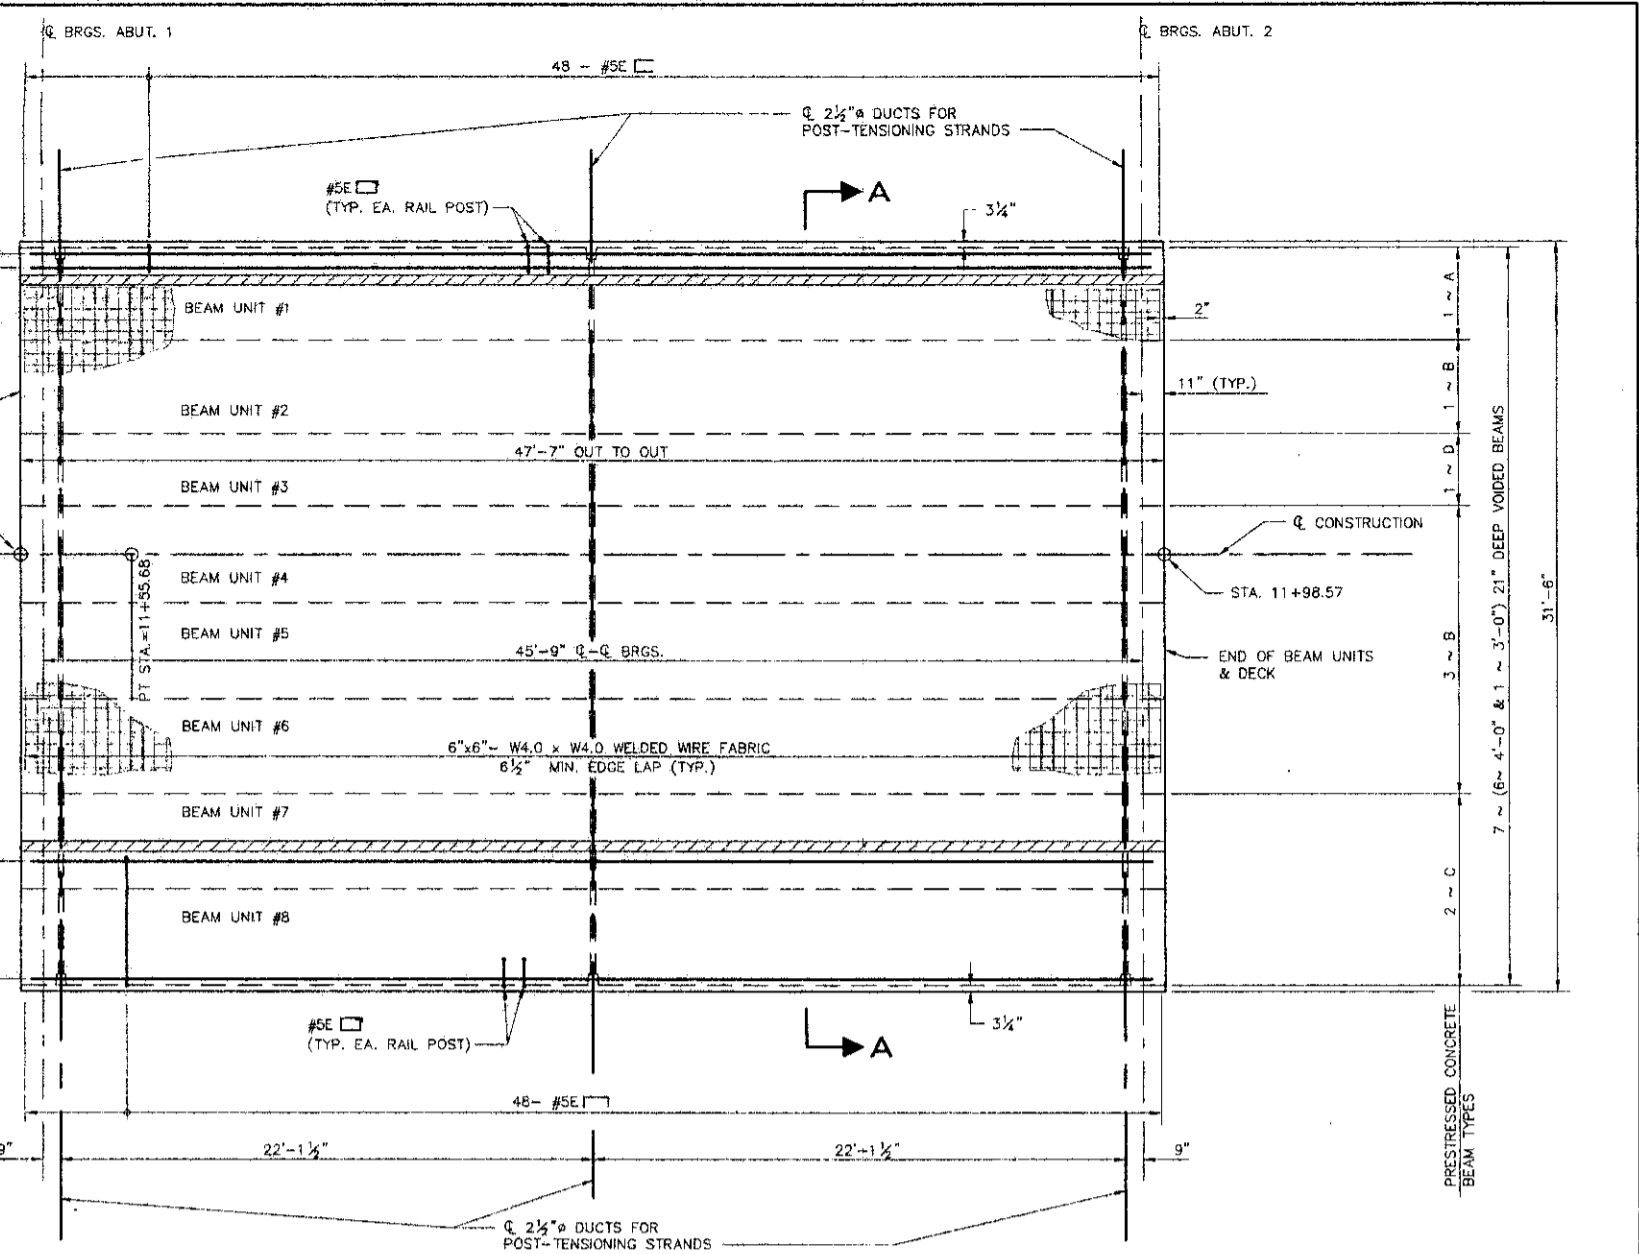 ℄ BRGS. ABUT. 1
℄ BRGS. ABUT. 2
48 - #5E
℄ 2½"ø DUCTS FOR
POST-TENSIONING STRANDS
#5E
(TYP. EA. RAIL POST)
A
3¼"
BEAM UNIT #1
2"
1 ~ A
11" (TYP.)
1 ~ B
BEAM UNIT #2
47'-7" OUT TO OUT
BEAM UNIT #3
1 ~ D
℄ CONSTRUCTION
PT STA.=11+55.68
BEAM UNIT #4
STA. 11+98.57
BEAM UNIT #5
45'-9" ℄-℄ BRGS.
END OF BEAM UNITS
& DECK
3 ~ B
7 ~ (6~ 4'-0" & 1 ~ 3'-0") 21" DEEP VOIDED BEAMS
31'-6"
BEAM UNIT #6
6"x6"- W4.0 x W4.0 WELDED WIRE FABRIC
6½" MIN. EDGE LAP (TYP.)
BEAM UNIT #7
2 ~ C
BEAM UNIT #8
#5E
(TYP. EA. RAIL POST)
3¼"
A
PRESTRESSED CONCRETE
BEAM TYPES
48- #5E
9"
22'-1½"
22'-1½"
9"
℄ 2½"ø DUCTS FOR
POST-TENSIONING STRANDS